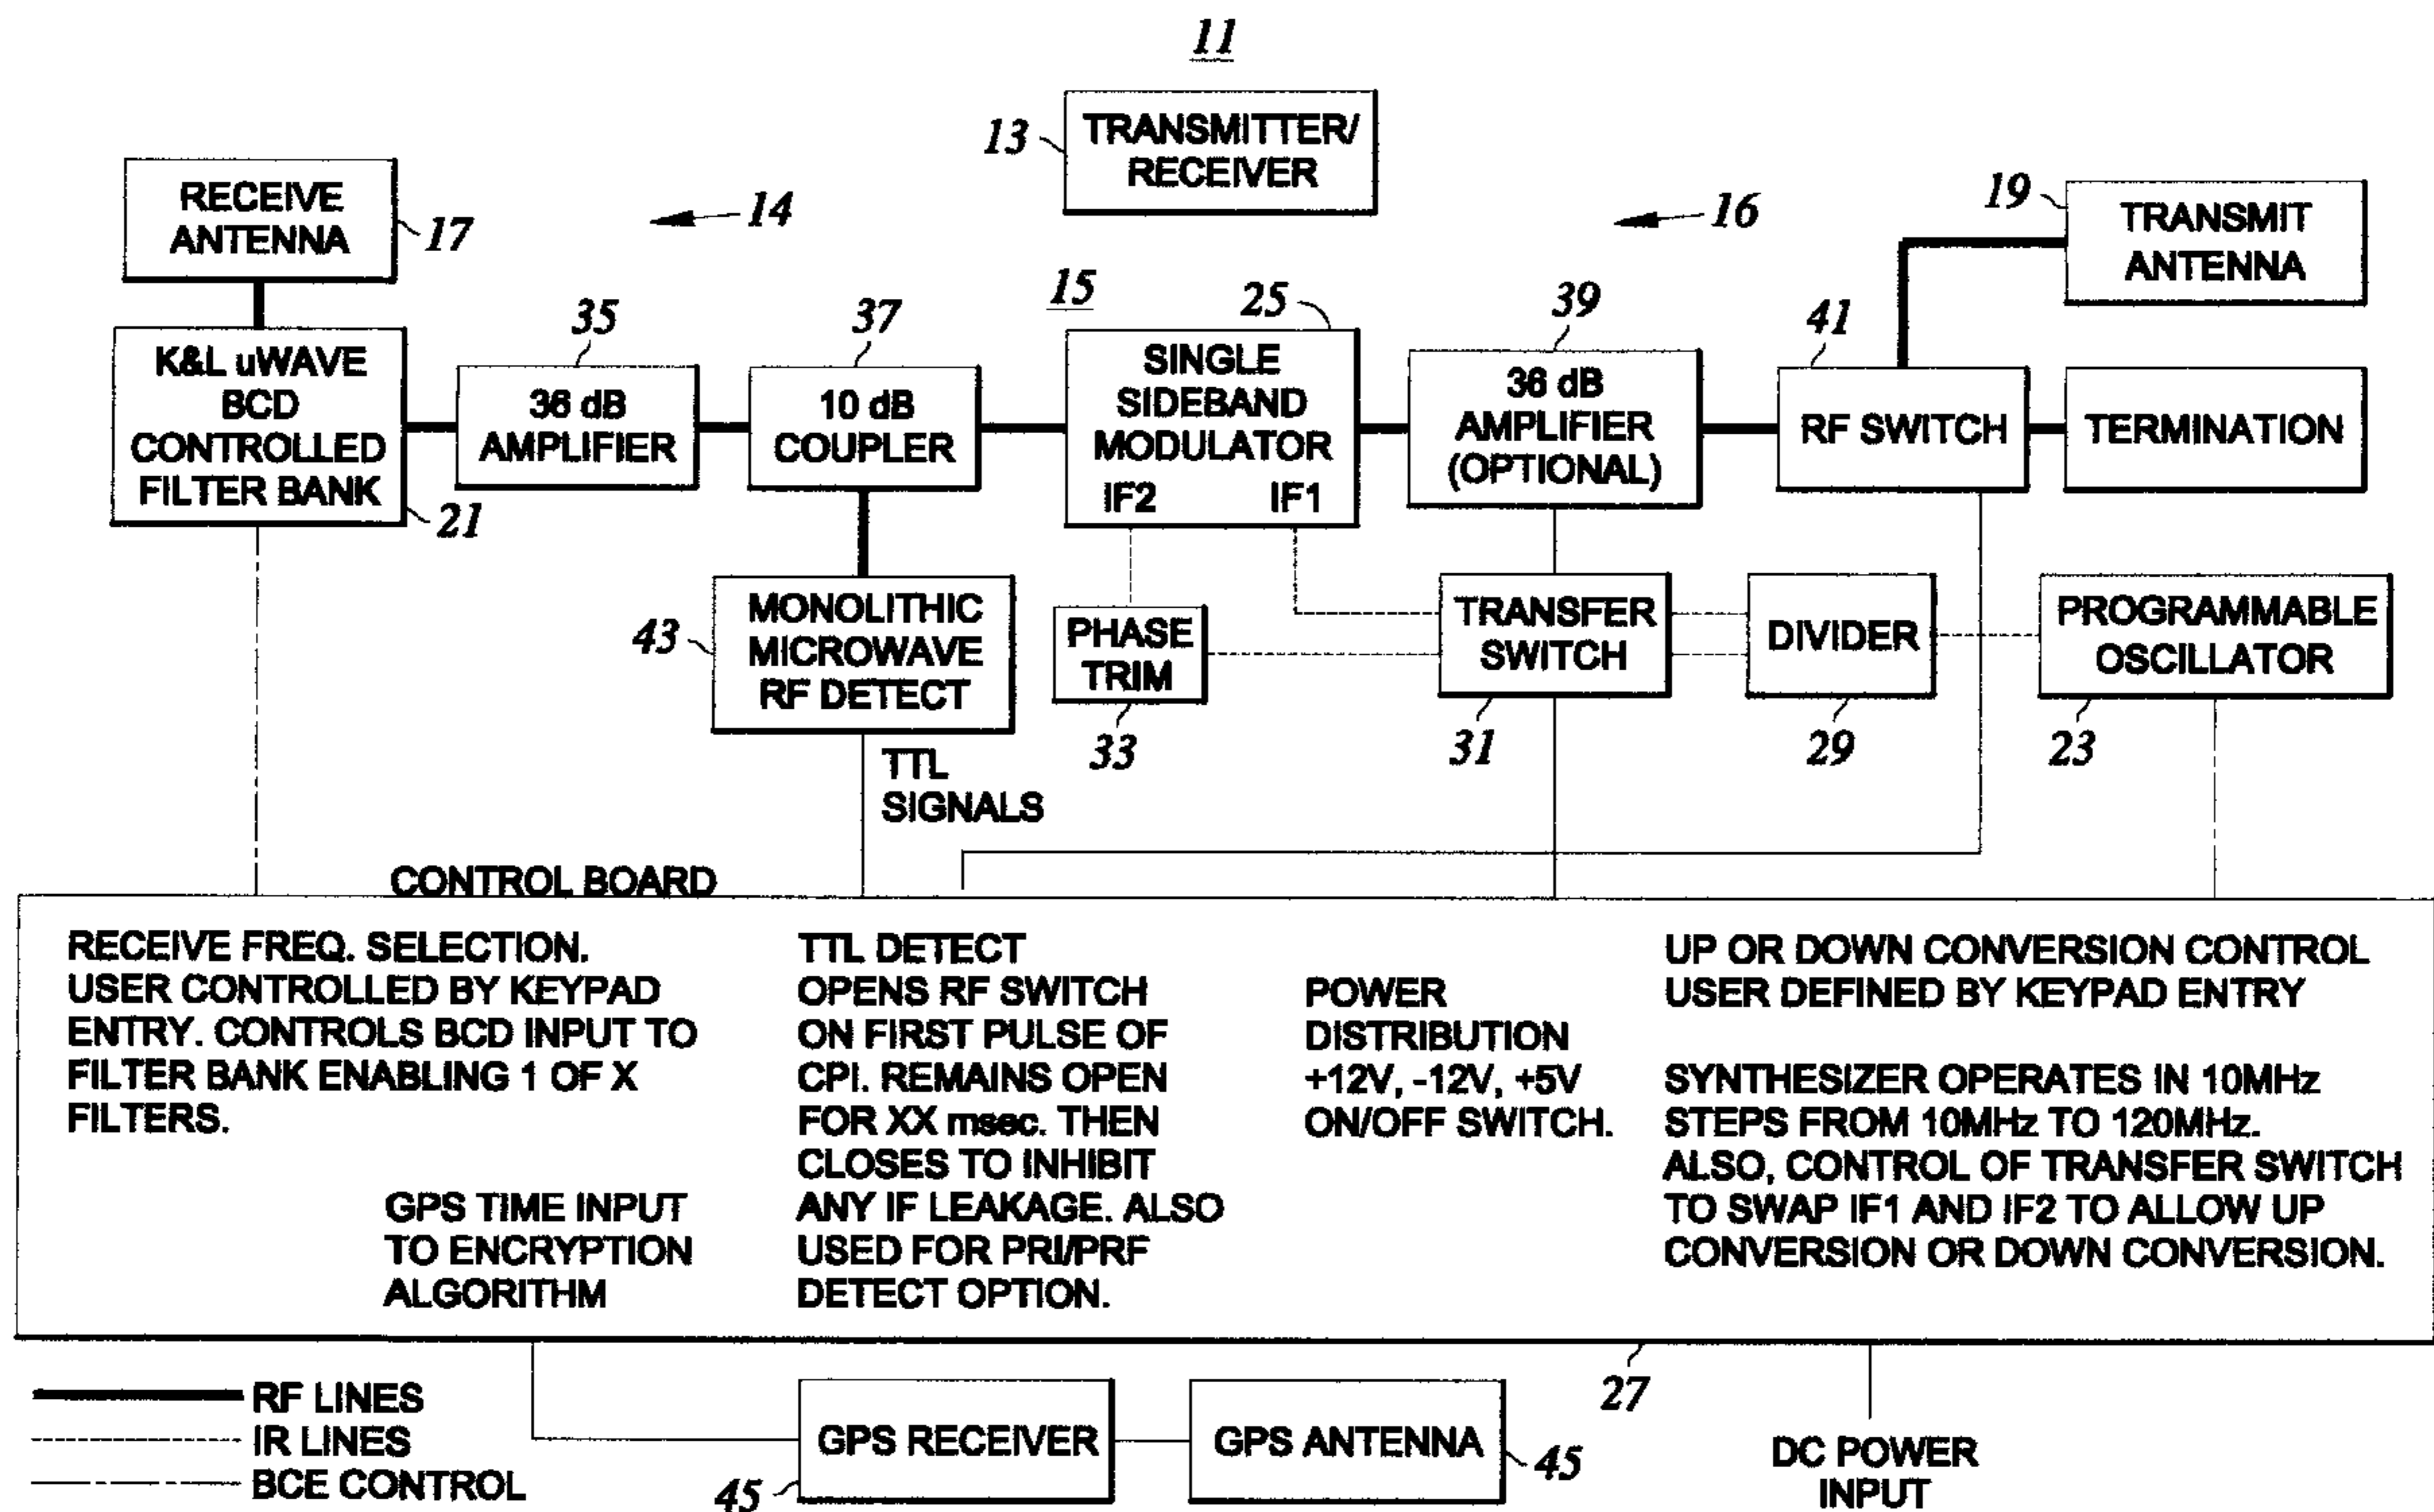 11
13
TRANSMITTER/
RECEIVER
RECEIVE
ANTENNA
17
14
16
19
TRANSMIT
ANTENNA
15
K&L uWAVE
BCD
CONTROLLED
FILTER BANK
21
35
36 dB
AMPLIFIER
37
10 dB
COUPLER
25
SINGLE
SIDEBAND
MODULATOR
IF2 IF1
39
36 dB
AMPLIFIER
(OPTIONAL)
41
RF SWITCH
TERMINATION
43
MONOLITHIC
MICROWAVE
RF DETECT
PHASE
TRIM
33
TRANSFER
SWITCH
31
DIVIDER
29
PROGRAMMABLE
OSCILLATOR
23
TTL
SIGNALS
CONTROL BOARD
RECEIVE FREQ. SELECTION.
USER CONTROLLED BY KEYPAD
ENTRY. CONTROLS BCD INPUT TO
FILTER BANK ENABLING 1 OF X
FILTERS.
GPS TIME INPUT
TO ENCRYPTION
ALGORITHM
TTL DETECT
OPENS RF SWITCH
ON FIRST PULSE OF
CPI. REMAINS OPEN
FOR XX msec. THEN
CLOSES TO INHIBIT
ANY IF LEAKAGE. ALSO
USED FOR PRI/PRF
DETECT OPTION.
POWER
DISTRIBUTION
+12V, -12V, +5V
ON/OFF SWITCH.
UP OR DOWN CONVERSION CONTROL
USER DEFINED BY KEYPAD ENTRY
SYNTHESIZER OPERATES IN 10MHz
STEPS FROM 10MHz TO 120MHz.
ALSO, CONTROL OF TRANSFER SWITCH
TO SWAP IF1 AND IF2 TO ALLOW UP
CONVERSION OR DOWN CONVERSION.
27
RF LINES
IR LINES
BCE CONTROL
GPS RECEIVER
45
GPS ANTENNA
45
DC POWER
INPUT